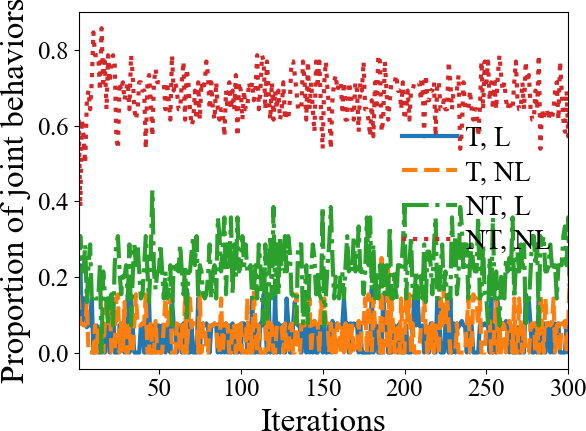 Proportion of joint behaviors
0.8
0.6
0.4
0.2
0.0
T, L
T, NL
NT, L
NT, NL
50
100
150
200
250
300
Iterations